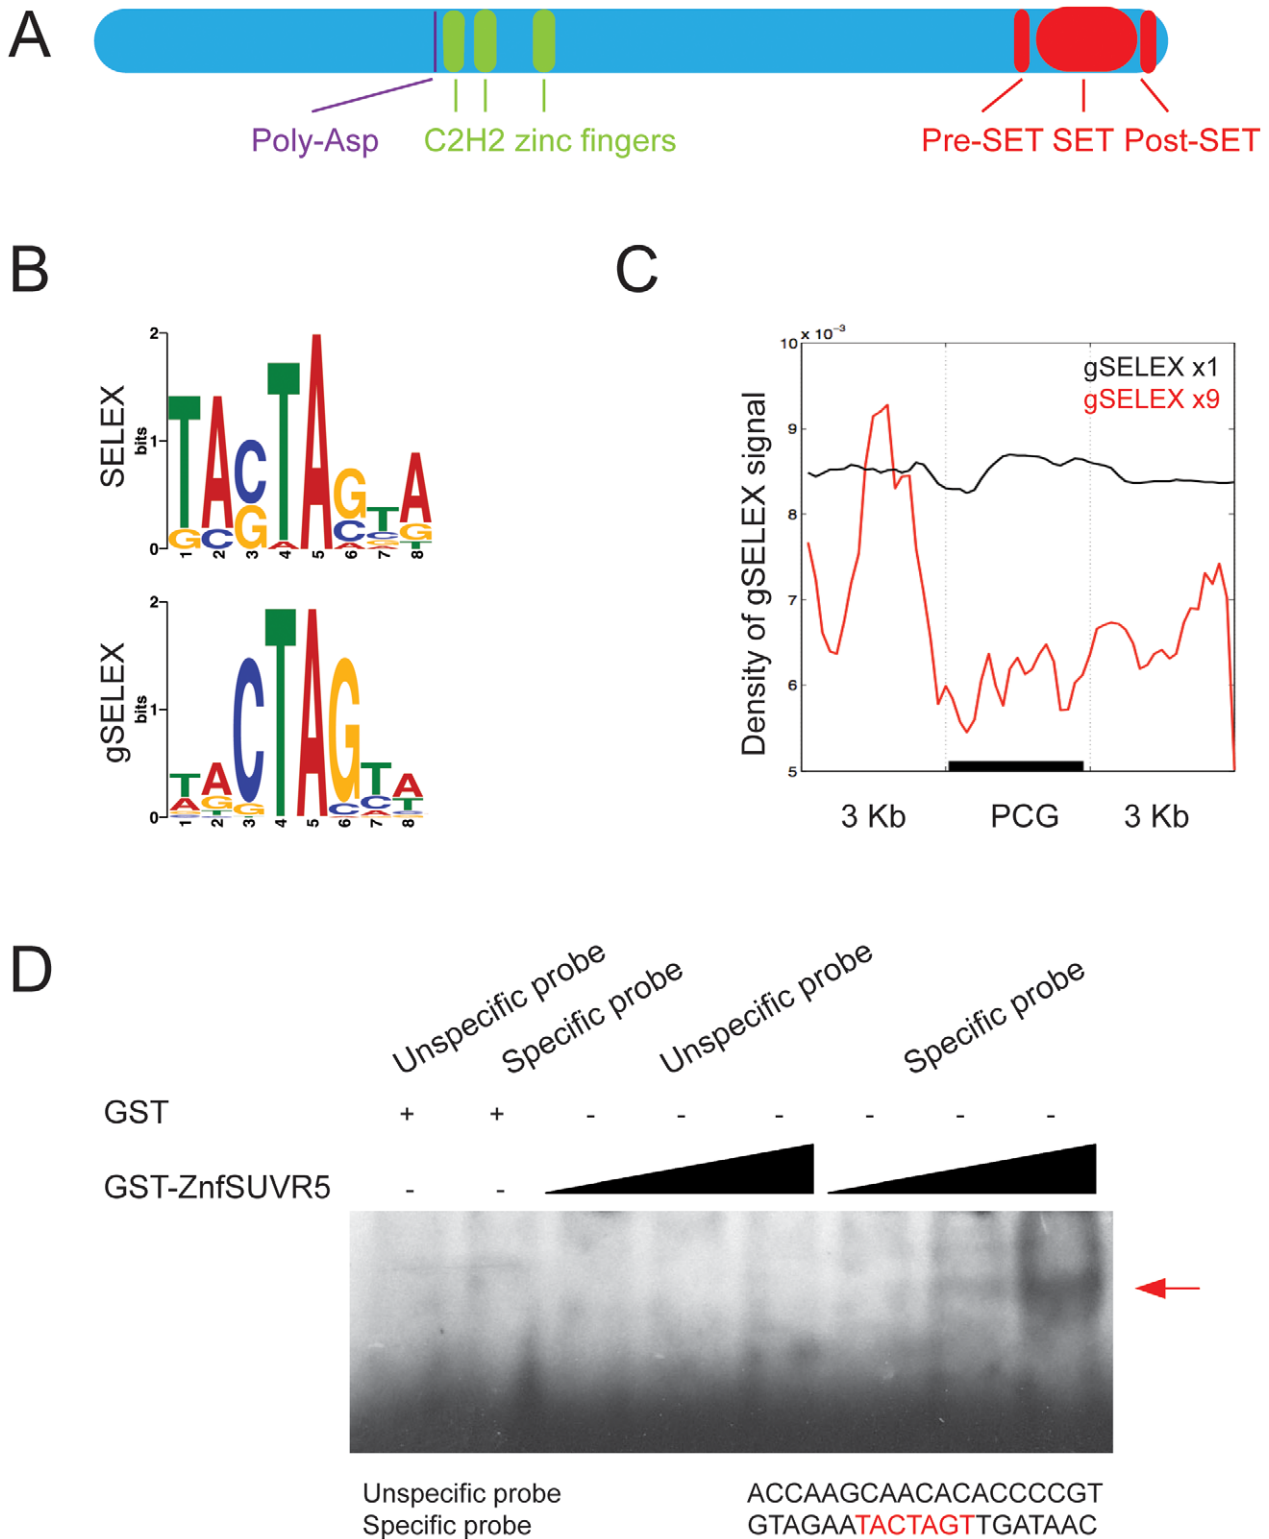 A
Poly-Asp
C2H2 zinc fingers
Pre-SET SET Post-SET
B
SELEX
bits
2
1
0
TACTAGTA
GCGACCG
1 2 3 4 5 6 7 8
gSELEX
bits
2
1
0
TACTAGTA
1 2 3 4 5 6 7 8
C
Density of gSELEX signal
x 10⁻³
10
9
8
7
6
5
gSELEX x1
gSELEX x9
3 Kb PCG 3 Kb
D
Unspecific probe
Specific probe
Unspecific probe
Specific probe
GST + + - - - - - -
GST-ZnfSUVR5 - -
Unspecific probe ACCAAGCAACACACCCCGT
Specific probe GTAGAATACTAGTTGATAAC